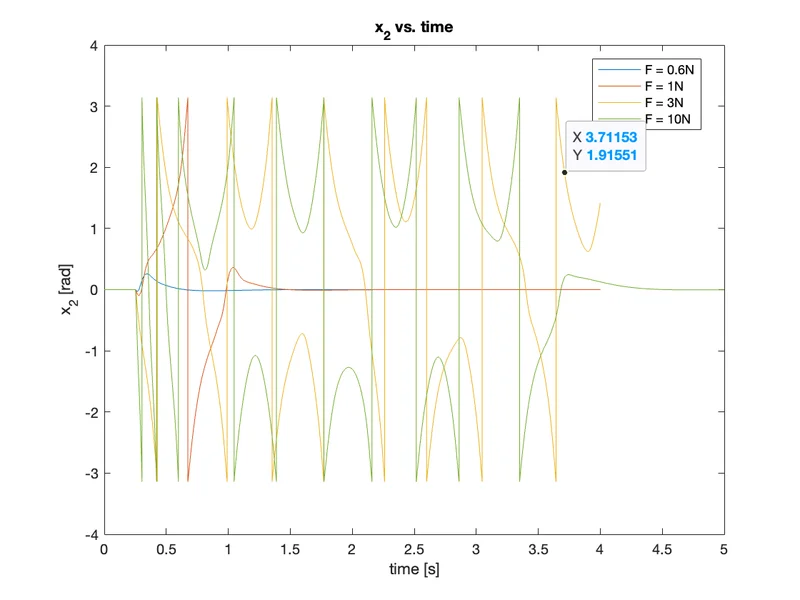 x2 vs. time
F = 0.6N
F = 1N
F = 3N
F = 10N
X 3.71153
Y 1.91551
4
3
2
1
0
-1
-2
-3
-4
x2 [rad]
0 0.5 1 1.5 2 2.5 3 3.5 4 4.5 5
time [s]